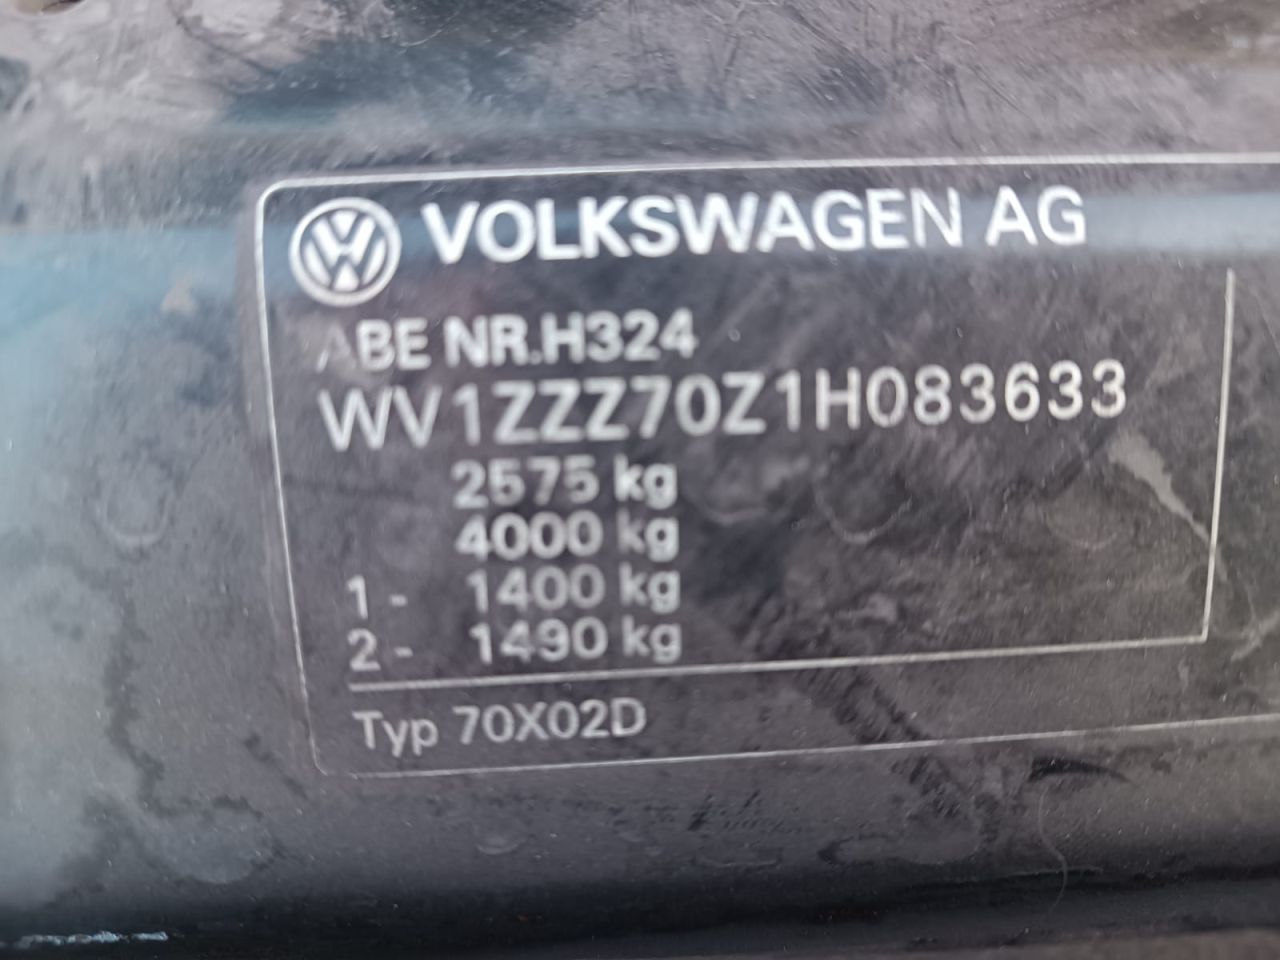 VOLKSWAGEN AG
ABE NR.H324
WV1ZZZ70Z1H083633
2575 kg
4000 kg
1 - 1400 kg
2 - 1490 kg
Typ 70X02D